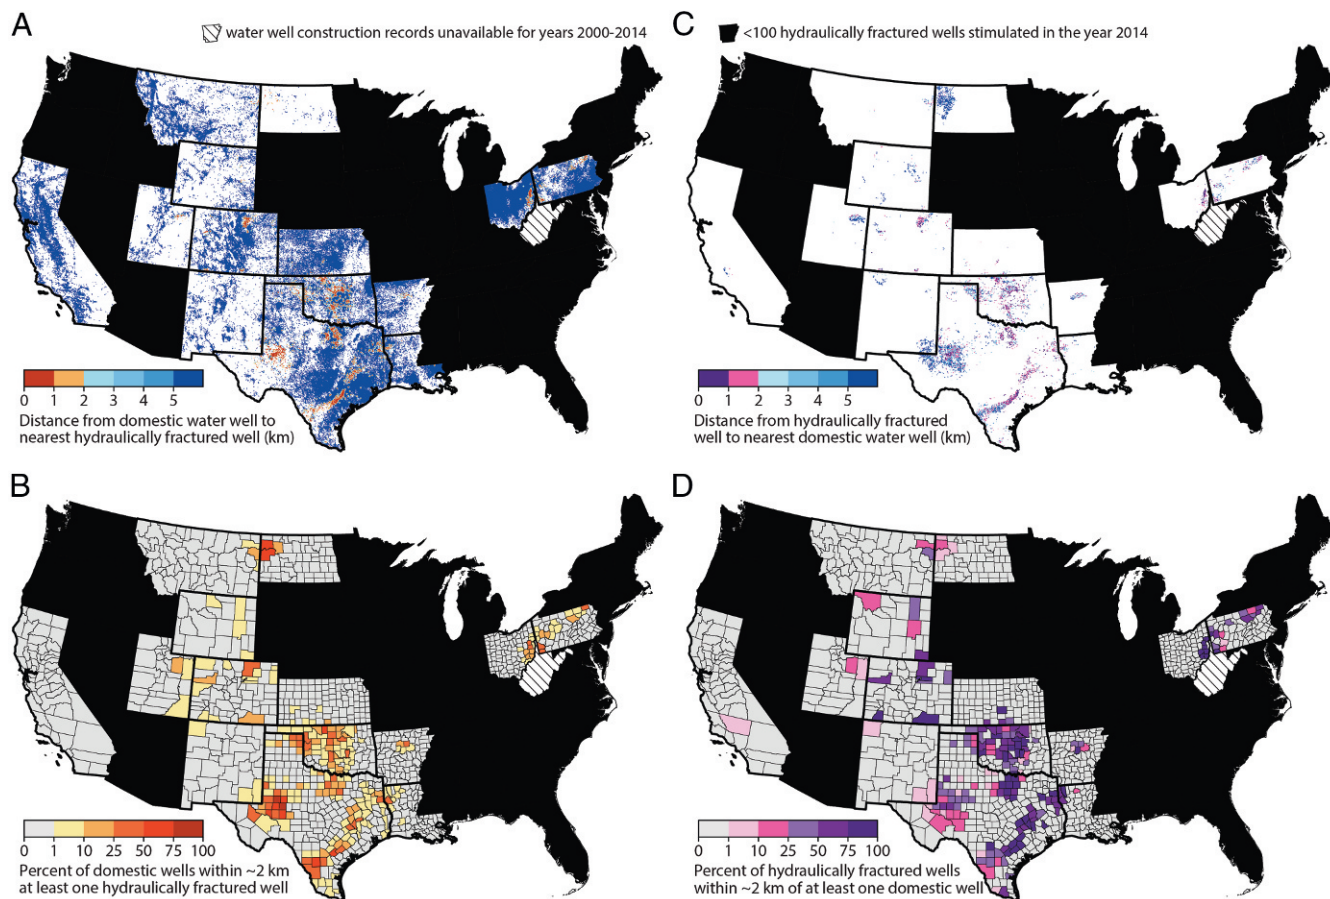 A
water well construction records unavailable for years 2000-2014
0 1 2 3 4 5
Distance from domestic water well to
nearest hydraulically fractured well (km)
C
<100 hydraulically fractured wells stimulated in the year 2014
0 1 2 3 4 5
Distance from hydraulically fractured
well to nearest domestic water well (km)
B
0 1 10 25 50 75 100
Percent of domestic wells within ~2 km
at least one hydraulically fractured well
D
0 1 10 25 50 75 100
Percent of hydraulically fractured wells
within ~2 km of at least one domestic well